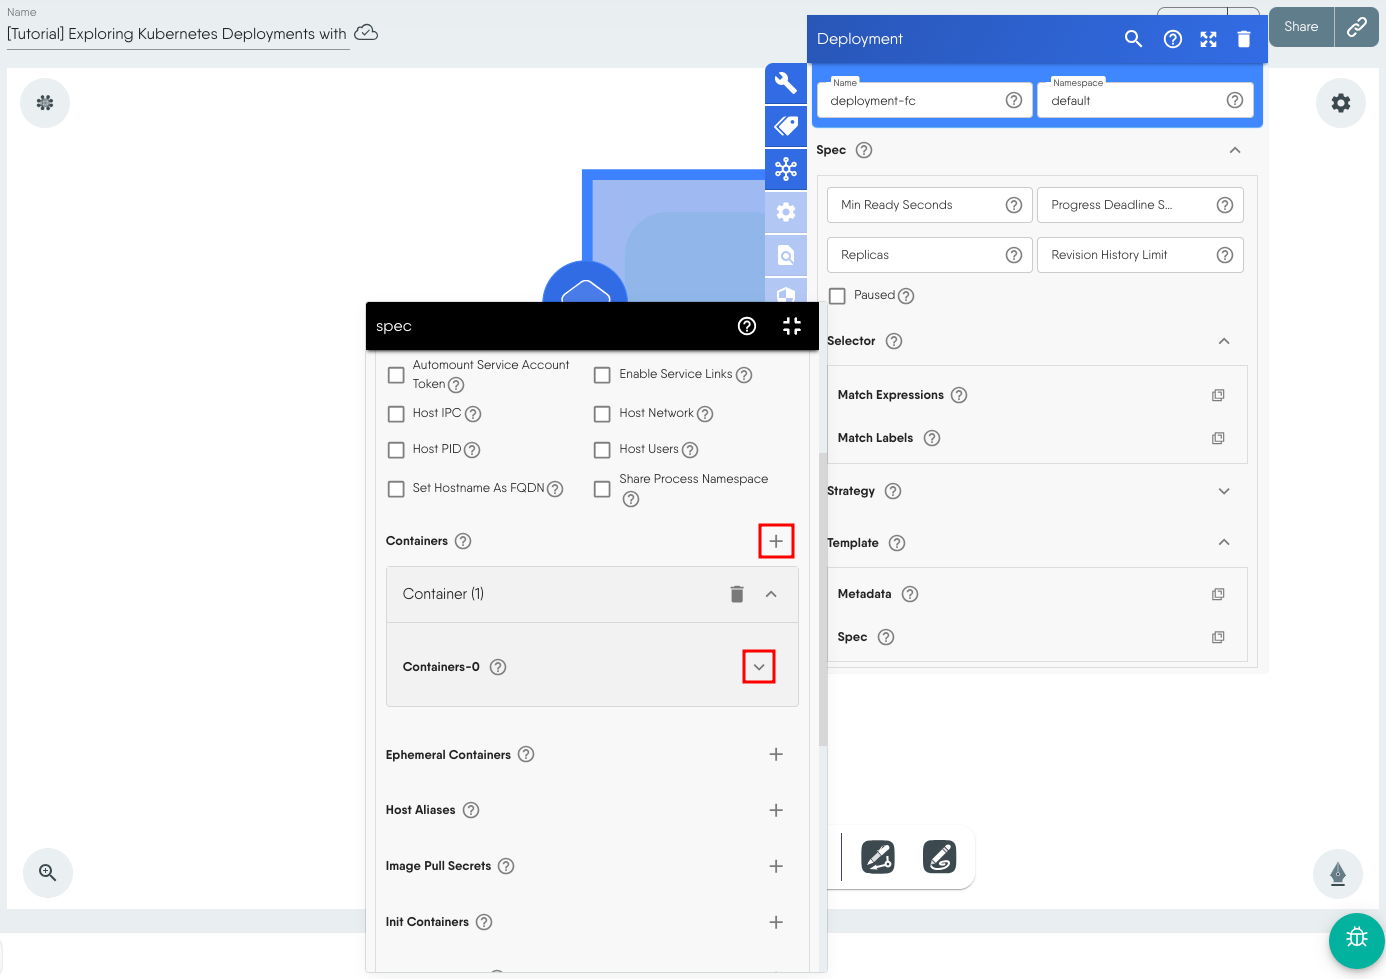 Name
[Tutorial] Exploring Kubernetes Deployments with
Share
Deployment
Name
deployment-fc
Namespace
default
Spec
Min Ready Seconds
Progress Deadline S...
Replicas
Revision History Limit
Paused
Selector
Match Expressions
Match Labels
Strategy
Template
Metadata
Spec
spec
Automount Service Account
Token
Enable Service Links
Host IPC
Host Network
Host PID
Host Users
Set Hostname As FQDN
Share Process Namespace
Containers
Container (1)
Containers-0
Ephemeral Containers
Host Aliases
Image Pull Secrets
Init Containers